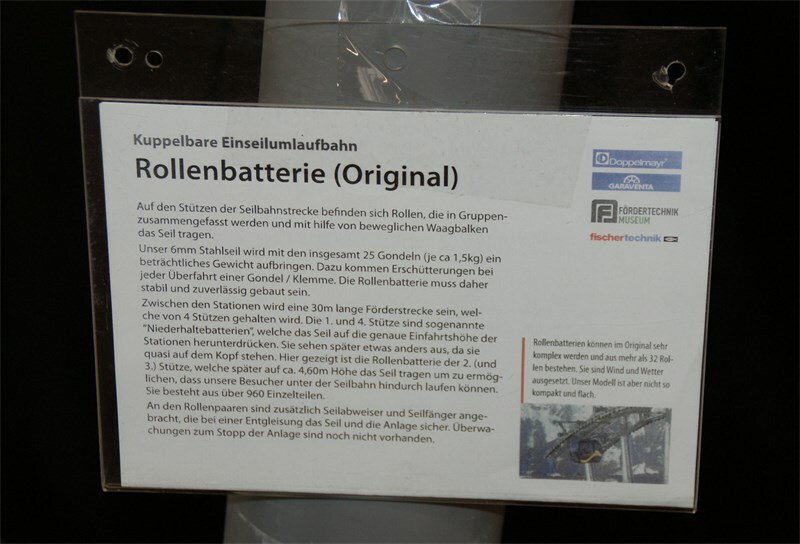 Kuppelbare Einseilumlaufbahn
Rollenbatterie (Original)
Auf den Stützen der Seilbahnstrecke befinden sich Rollen, die in Gruppen-
zusammengefasst werden und mit hilfe von beweglichen Waagbalken
das Seil tragen.
Unser 6mm Stahlseil wird mit den insgesamt 25 Gondeln (je ca 1,5kg) ein
beträchtliches Gewicht aufbringen. Dazu kommen Erschütterungen bei
jeder Überfahrt einer Gondel / Klemme. Die Rollenbatterie muss daher
stabil und zuverlässig gebaut sein.
Zwischen den Stationen wird eine 30m lange Förderstrecke sein, wel-
che von 4 Stützen gehalten wird. Die 1. und 4. Stütze sind sogenannte
"Niederhaltebatterien", welche das Seil auf die genaue Einfahrtshöhe der
Stationen herunterdrücken. Sie sehen später etwas anders aus, da sie
quasi auf dem Kopf stehen. Hier gezeigt ist die Rollenbatterie der 2. (und
3.) Stütze, welche später auf ca. 4,60m Höhe das Seil tragen um zu ermög-
lichen, dass unsere Besucher unter der Seilbahn hindurch laufen können.
Sie besteht aus über 960 Einzelteilen.
An den Rollenpaaren sind zusätzlich Seilabweiser und Seilfänger ange-
bracht, die bei einer Entgleisung das Seil und die Anlage sichern. Überwa-
chungen zum Stopp der Anlage sind noch nicht vorhanden.
Doppelmayr
GARAVENTA
FÖRDERTECHNIK
MUSEUM
fischertechnik
Rollenbatterien können im Original sehr
komplex werden und aus mehr als 32 Rol-
len bestehen. Sie sind Wind und Wetter
ausgesetzt. Unser Modell ist aber nicht so
kompakt und flach.